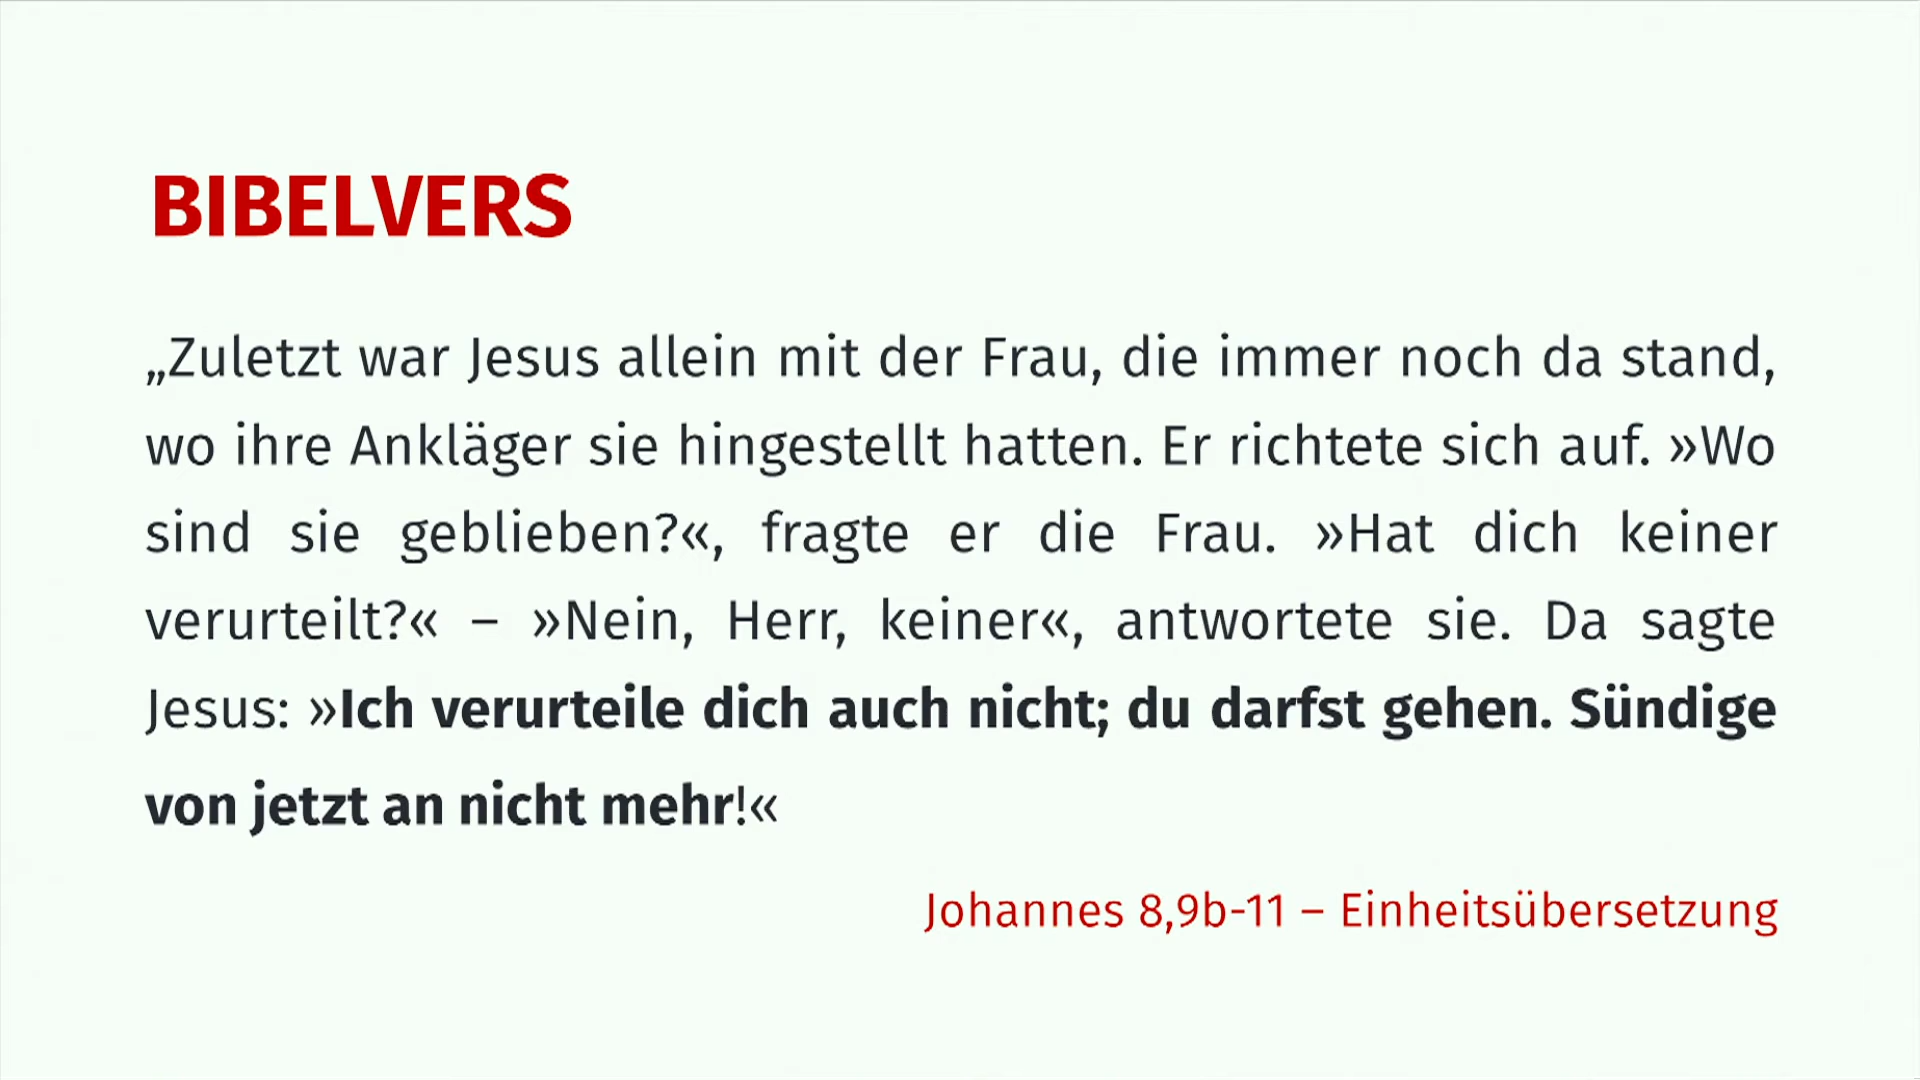 BIBELVERS
„Zuletzt war Jesus allein mit der Frau, die immer noch da stand,
wo ihre Ankläger sie hingestellt hatten. Er richtete sich auf. »Wo
sind sie geblieben?«, fragte er die Frau. »Hat dich keiner
verurteilt?« – »Nein, Herr, keiner«, antwortete sie. Da sagte
Jesus: »Ich verurteile dich auch nicht; du darfst gehen. Sündige
von jetzt an nicht mehr!«
Johannes 8,9b-11 – Einheitsübersetzung